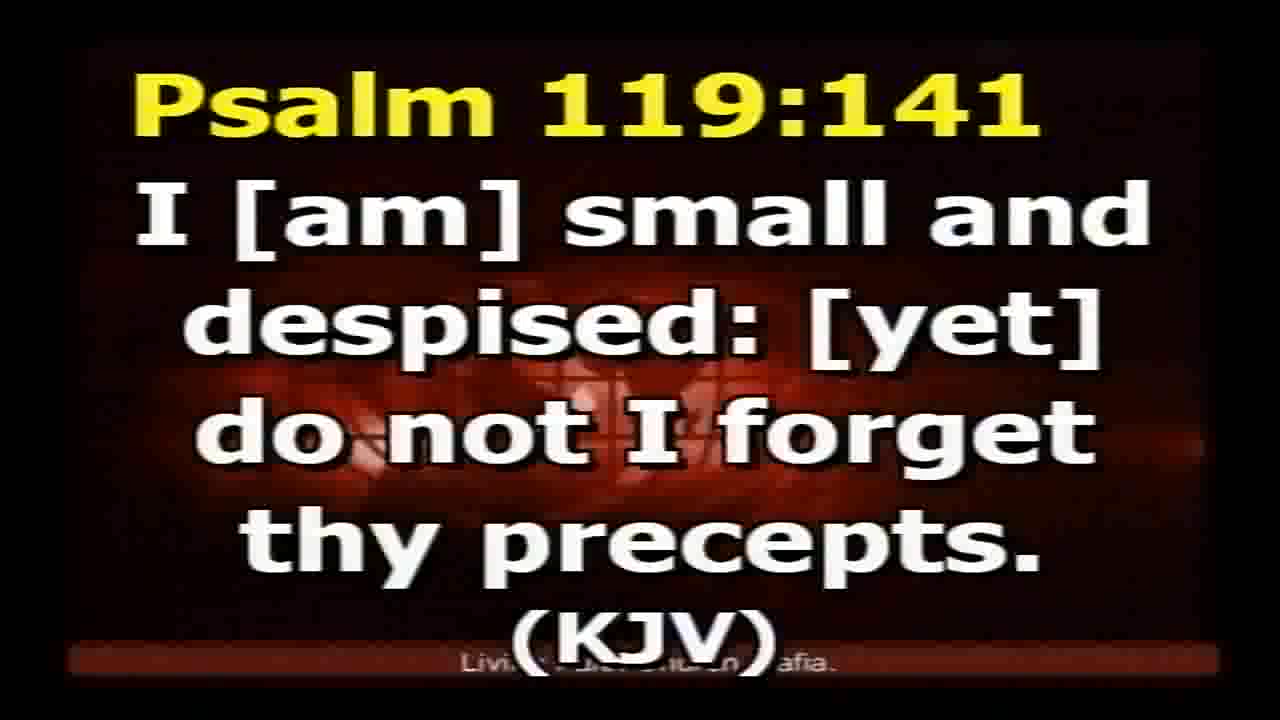 Psalm 119:141
I [am] small and
despised: [yet]
do not I forget
thy precepts.
(KJV)